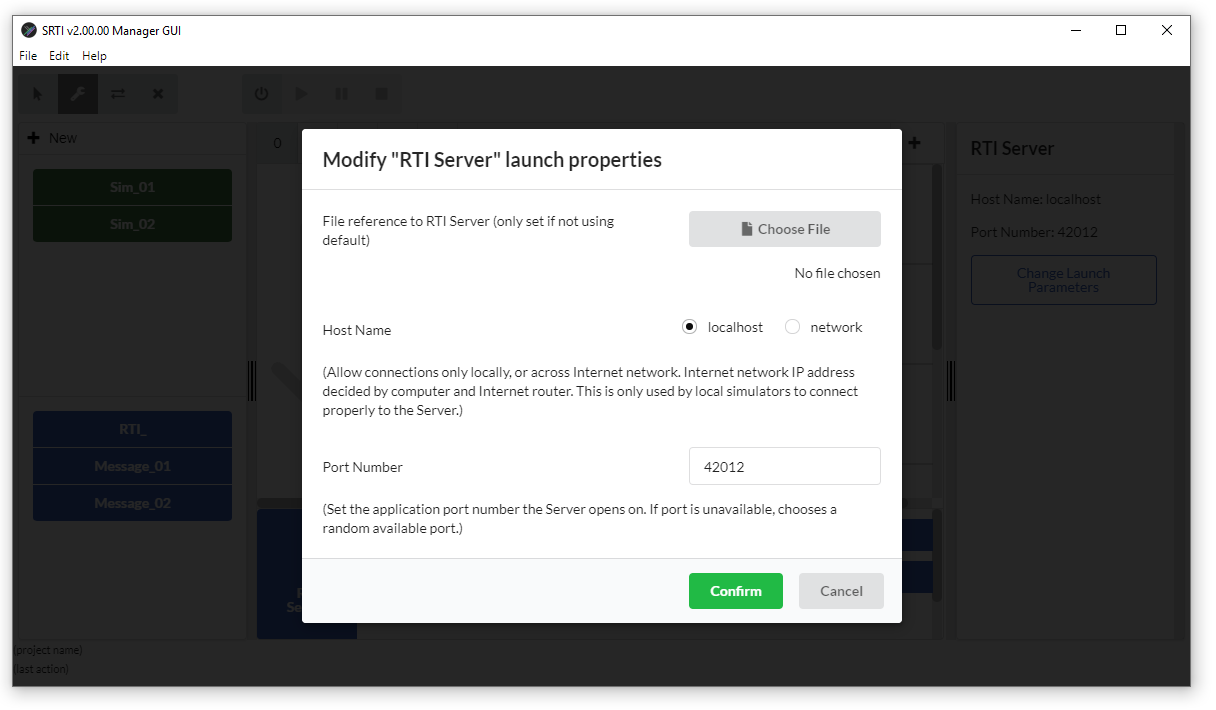 SRTI v2.00.00 Manager GUI
File Edit Help
New
Sim_01
Sim_02
RTI_
Message_01
Message_02
0
Modify "RTI Server" launch properties
File reference to RTI Server (only set if not using
default)
Choose File
No file chosen
Host Name
localhost
network
(Allow connections only locally, or across Internet network. Internet network IP address
decided by computer and Internet router. This is only used by local simulators to connect
properly to the Server.)
Port Number
42012
(Set the application port number the Server opens on. If port is unavailable, chooses a
random available port.)
Confirm
Cancel
RTI Server
Host Name: localhost
Port Number: 42012
Change Launch
Parameters
(project name)
(last action)